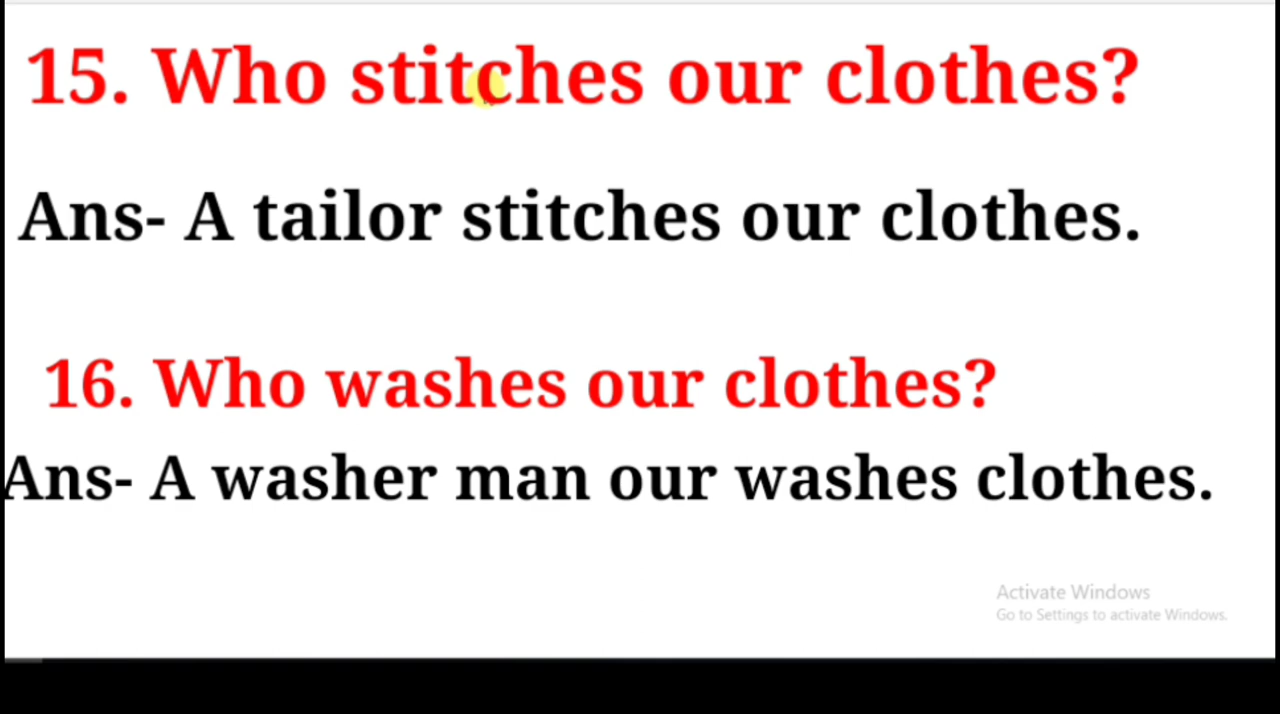 15. Who stitches our clothes?
Ans- A tailor stitches our clothes.
16. Who washes our clothes?
Ans- A washer man our washes clothes.
Activate Windows
Go to Settings to activate Windows.